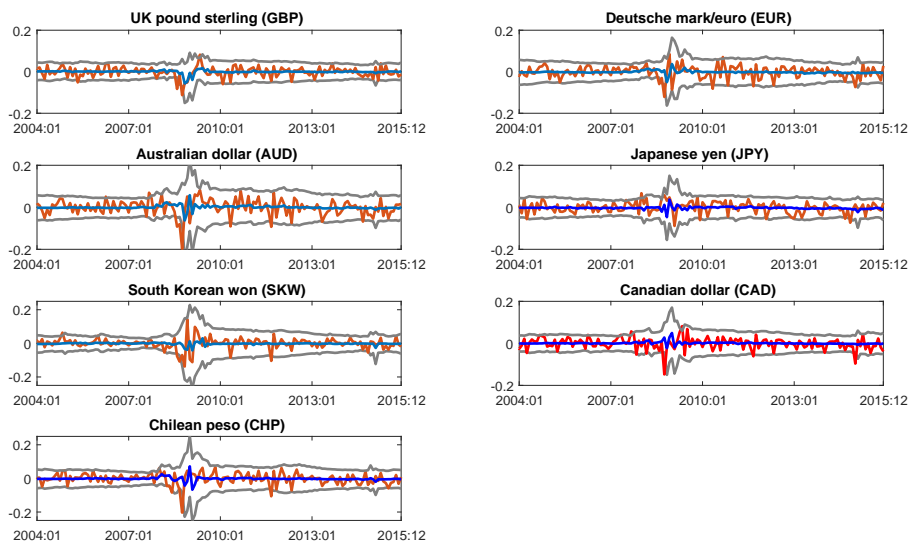 UK pound sterling (GBP)
0.2
0
-0.2
2004:01 2007:01 2010:01 2013:01 2015:12
Deutsche mark/euro (EUR)
0.2
0
-0.2
2004:01 2007:01 2010:01 2013:01 2015:12
Australian dollar (AUD)
0.2
0
-0.2
2004:01 2007:01 2010:01 2013:01 2015:12
Japanese yen (JPY)
0.2
0
-0.2
2004:01 2007:01 2010:01 2013:01 2015:12
South Korean won (SKW)
0.2
0
-0.2
2004:01 2007:01 2010:01 2013:01 2015:12
Canadian dollar (CAD)
0.2
0
-0.2
2004:01 2007:01 2010:01 2013:01 2015:12
Chilean peso (CHP)
0.2
0
-0.2
2004:01 2007:01 2010:01 2013:01 2015:12